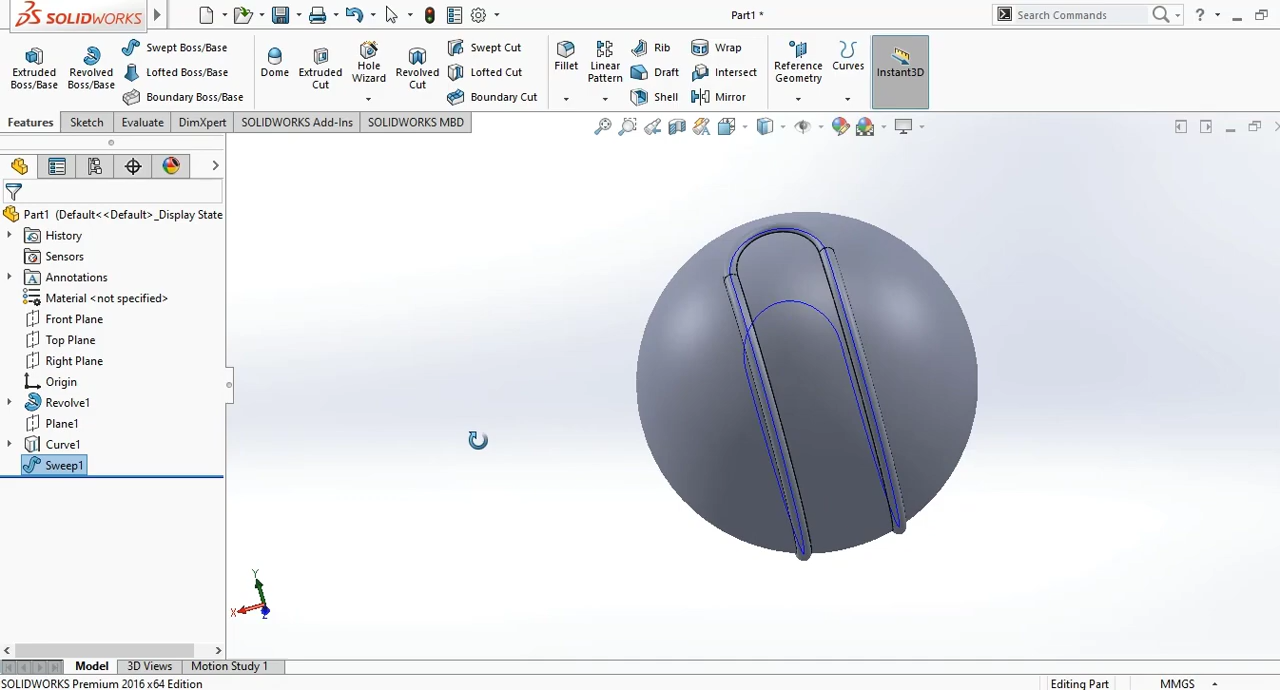 SOLIDWORKS
Part1 *
Search Commands
?
Extruded Boss/Base
Revolved Boss/Base
Swept Boss/Base
Lofted Boss/Base
Boundary Boss/Base
Dome
Extruded Cut
Hole Wizard
Revolved Cut
Swept Cut
Lofted Cut
Boundary Cut
Fillet
Linear Pattern
Rib
Draft
Shell
Wrap
Intersect
Mirror
Reference Geometry
Curves
Instant3D
Features
Sketch
Evaluate
DimXpert
SOLIDWORKS Add-Ins
SOLIDWORKS MBD
Part1 (Default<<Default>_Display State
History
Sensors
Annotations
Material <not specified>
Front Plane
Top Plane
Right Plane
Origin
Revolve1
Plane1
Curve1
Sweep1
Y
X
Z
Model
3D Views
Motion Study 1
SOLIDWORKS Premium 2016 x64 Edition
Editing Part
MMGS